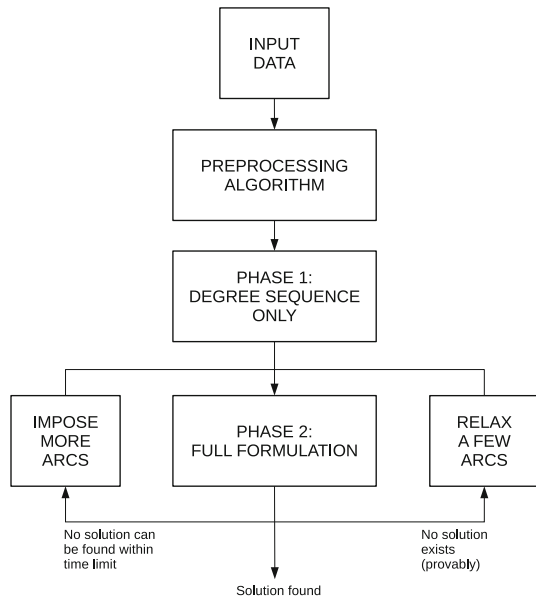 INPUT
DATA
PREPROCESSING
ALGORITHM
PHASE 1:
DEGREE SEQUENCE
ONLY
IMPOSE
MORE
ARCS
PHASE 2:
FULL FORMULATION
RELAX
A FEW
ARCS
No solution can
be found within
time limit
No solution
exists
(provably)
Solution found